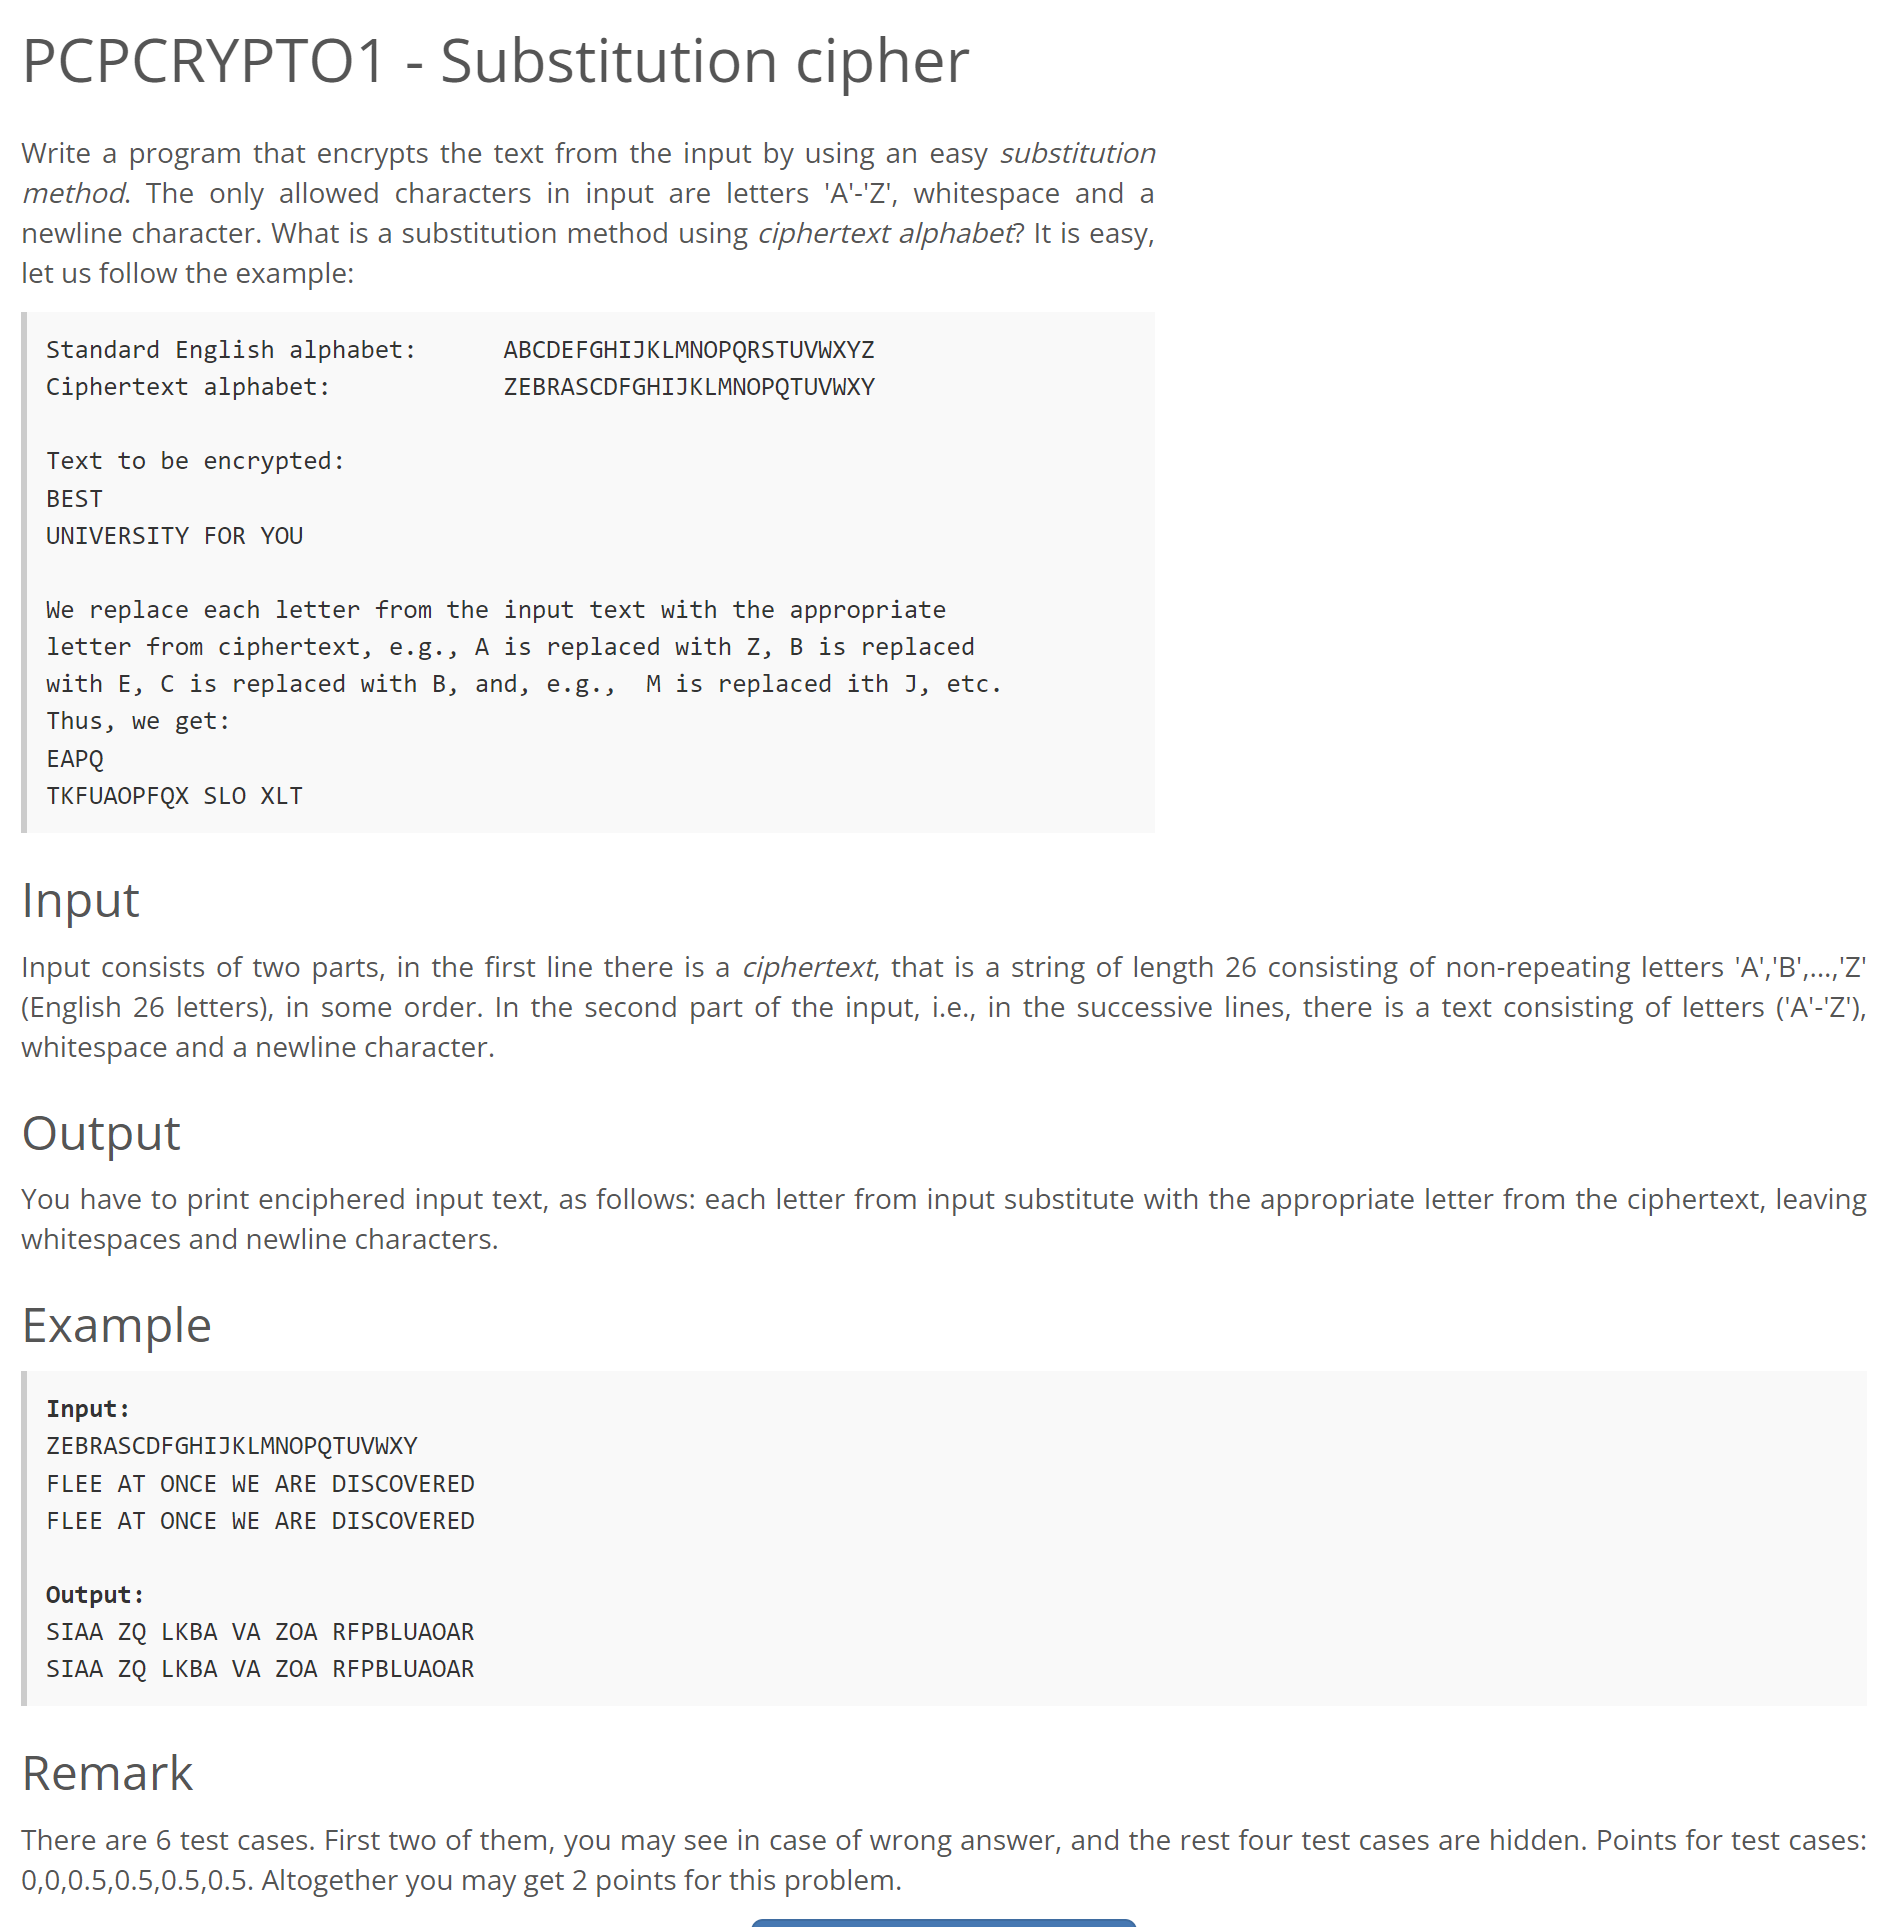 PCPCRYPTO1 - Substitution cipher
Write a program that encrypts the text from the input by using an easy substitution
method. The only allowed characters in input are letters 'A'-'Z', whitespace and a
newline character. What is a substitution method using ciphertext alphabet? It is easy,
let us follow the example:
Standard English alphabet:      ABCDEFGHIJKLMNOPQRSTUVWXYZ
Ciphertext alphabet:            ZEBRASCDFGHIJKLMNOPQTUVWXY
Text to be encrypted:
BEST
UNIVERSITY FOR YOU
We replace each letter from the input text with the appropriate
letter from ciphertext, e.g., A is replaced with Z, B is replaced
with E, C is replaced with B, and, e.g.,  M is replaced ith J, etc.
Thus, we get:
EAPQ
TKFUAOPFQX SLO XLT
Input
Input consists of two parts, in the first line there is a ciphertext, that is a string of length 26 consisting of non-repeating letters 'A','B',...,'Z'
(English 26 letters), in some order. In the second part of the input, i.e., in the successive lines, there is a text consisting of letters ('A'-'Z'),
whitespace and a newline character.
Output
You have to print enciphered input text, as follows: each letter from input substitute with the appropriate letter from the ciphertext, leaving
whitespaces and newline characters.
Example
Input:
ZEBRASCDFGHIJKLMNOPQTUVWXY
FLEE AT ONCE WE ARE DISCOVERED
FLEE AT ONCE WE ARE DISCOVERED
Output:
SIAA ZQ LKBA VA ZOA RFPBLUAOAR
SIAA ZQ LKBA VA ZOA RFPBLUAOAR
Remark
There are 6 test cases. First two of them, you may see in case of wrong answer, and the rest four test cases are hidden. Points for test cases:
0,0,0.5,0.5,0.5,0.5. Altogether you may get 2 points for this problem.